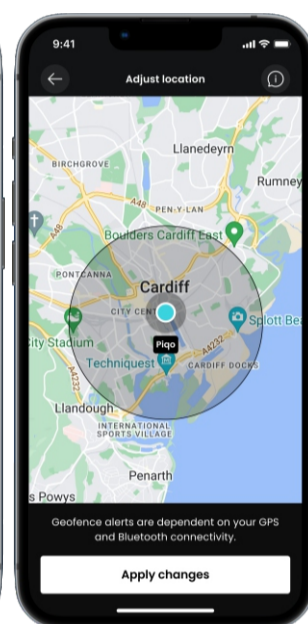 9:41
Adjust location
Llanedeyrn
BIRCHGROVE
Rumney
A48
PEN-Y-LAN
A48
Boulders Cardiff East
PONTCANNA
Cardiff
CITY CEN
City Stadium
Splott Bea
Piqo
A4232
Techniquest
CARDIFF DOCKS
A4232
Llandough
INTERNATIONAL
SPORTS VILLAGE
Penarth
s Powys
Geofence alerts are dependent on your GPS
and Bluetooth connectivity.
Apply changes